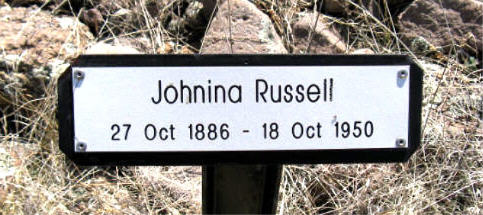 Johnina Russell
27 Oct 1886 - 18 Oct 1950